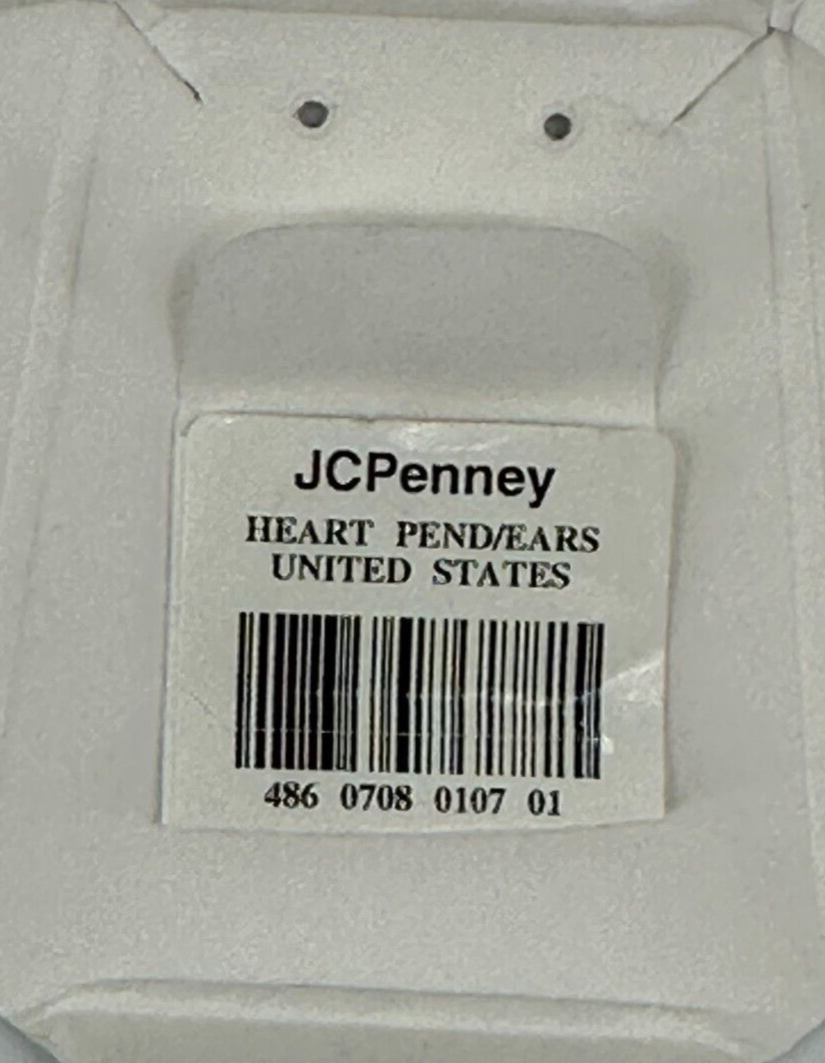 JCPenney
HEART PEND/EARS
UNITED STATES
486 0708 0107 01